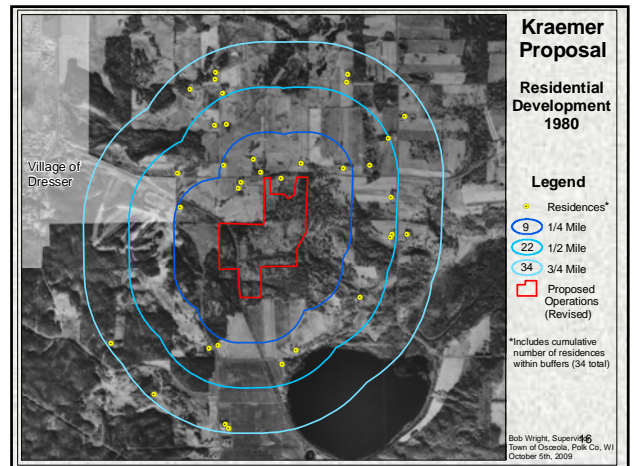 Kraemer
Proposal
Residential
Development
1980
Village of
Dresser
Legend
Residences*
9 1/4 Mile
22 1/2 Mile
34 3/4 Mile
Proposed
Operations
(Revised)
*Includes cumulative
number of residences
within buffers (34 total)
Bob Wright, Supervisor
16
Town of Osceola, Polk Co, WI
October 5th, 2009